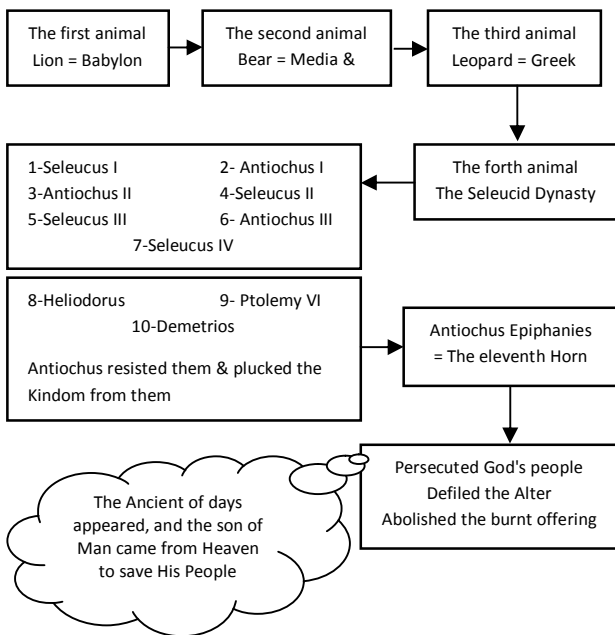 The first animal
Lion = Babylon
The second animal
Bear = Media &
The third animal
Leopard = Greek
The forth animal
The Seleucid Dynasty
1-Seleucus I 2- Antiochus I
3-Antiochus II 4-Seleucus II
5-Seleucus III 6- Antiochus III
7-Seleucus IV
8-Heliodorus 9- Ptolemy VI
10-Demetrios
Antiochus resisted them & plucked the
Kindom from them
Antiochus Epiphanies
= The eleventh Horn
Persecuted God's people
Defiled the Alter
Abolished the burnt offering
The Ancient of days
appeared, and the son of
Man came from Heaven
to save His People